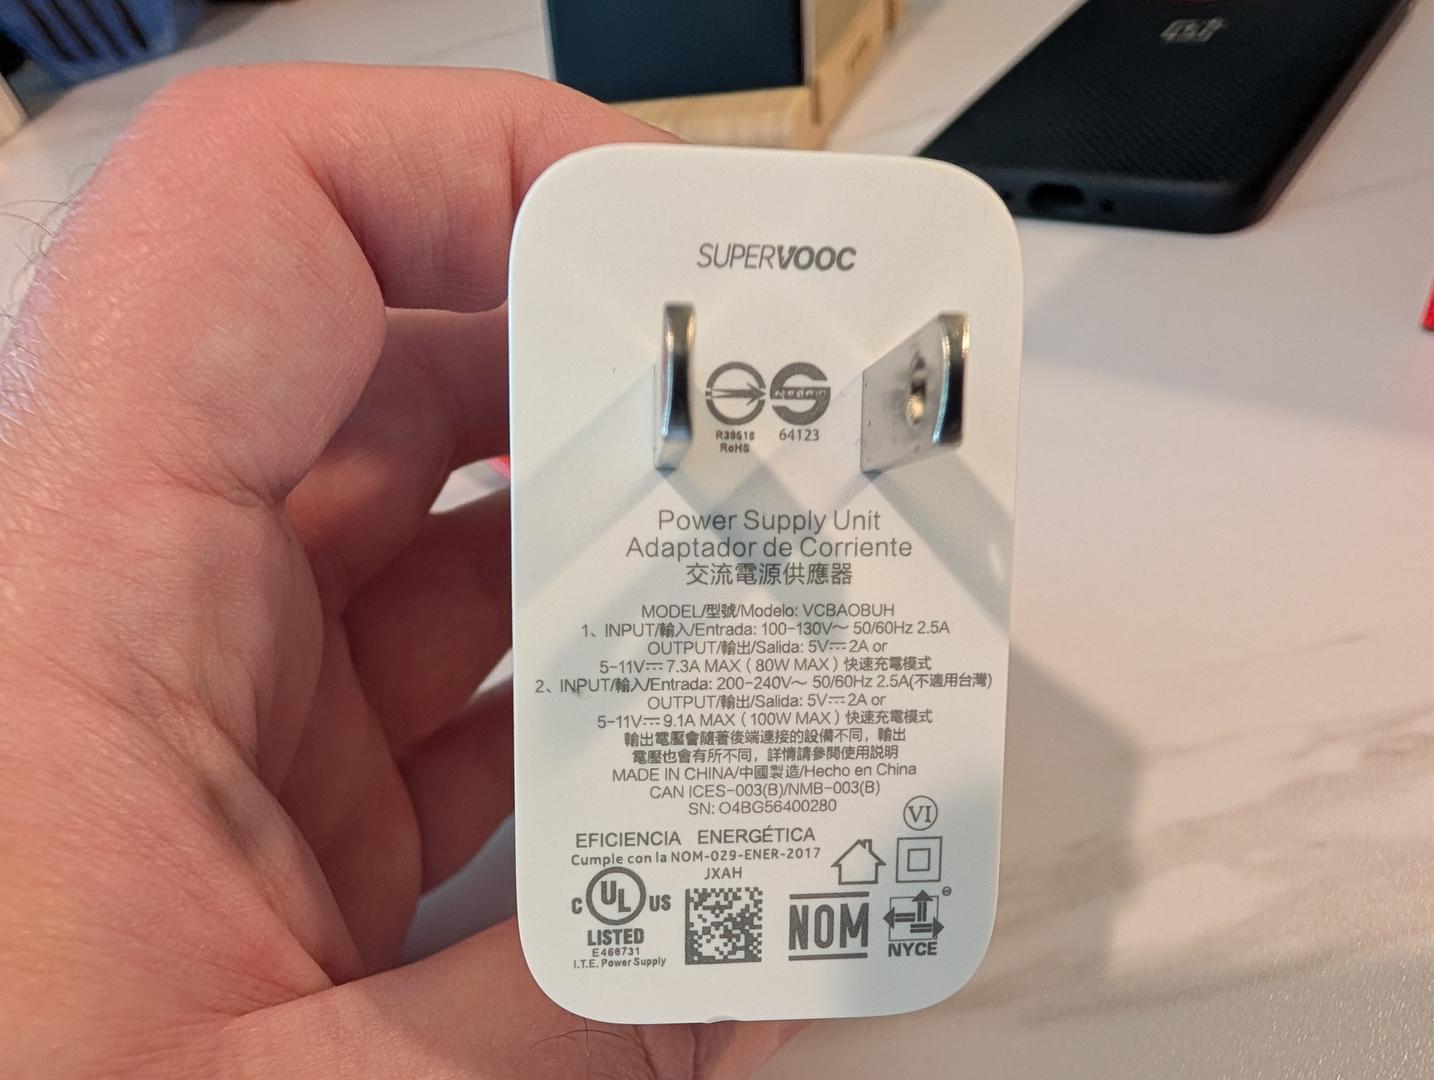 SUPERVOOC
R39518
RoHS
64123
Power Supply Unit
Adaptador de Corriente
交流電源供應器
MODEL/型號/Modelo: VCBAOBUH
1、INPUT/輸入/Entrada: 100-130V～ 50/60Hz 2.5A
OUTPUT/輸出/Salida: 5V⎓2A or
5-11V⎓7.3A MAX（80W MAX）快速充電模式
2、INPUT/輸入/Entrada: 200-240V～ 50/60Hz 2.5A(不適用台灣)
OUTPUT/輸出/Salida: 5V⎓2A or
5-11V⎓9.1A MAX（100W MAX）快速充電模式
輸出電壓會隨著後端連接的設備不同，輸出
電壓也會有所不同，詳情請參閱使用説明
MADE IN CHINA/中國製造/Hecho en China
CAN ICES-003(B)/NMB-003(B)
SN: O4BG56400280
VI
EFICIENCIA ENERGÉTICA
Cumple con la NOM-029-ENER-2017
JXAH
C UL US
LISTED
E468731
I.T.E. Power Supply
NOM
NYCE